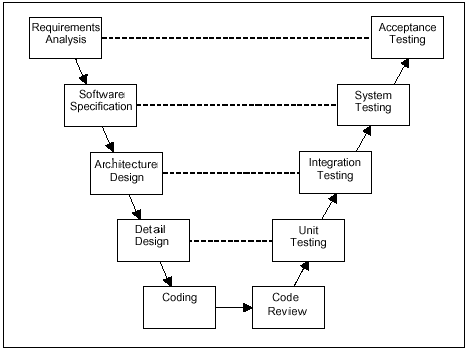 Requirements
Analysis
Acceptance
Testing
Software
Specification
System
Testing
Architecture
Design
Integration
Testing
Detail
Design
Unit
Testing
Coding
Code
Review